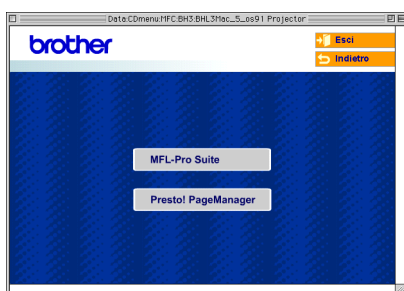 Data:CDmenu:MFC:BH3:BHL3Mac_5_os91 Projector
brother
Esci
Indietro
MFL-Pro Suite
Presto! PageManager